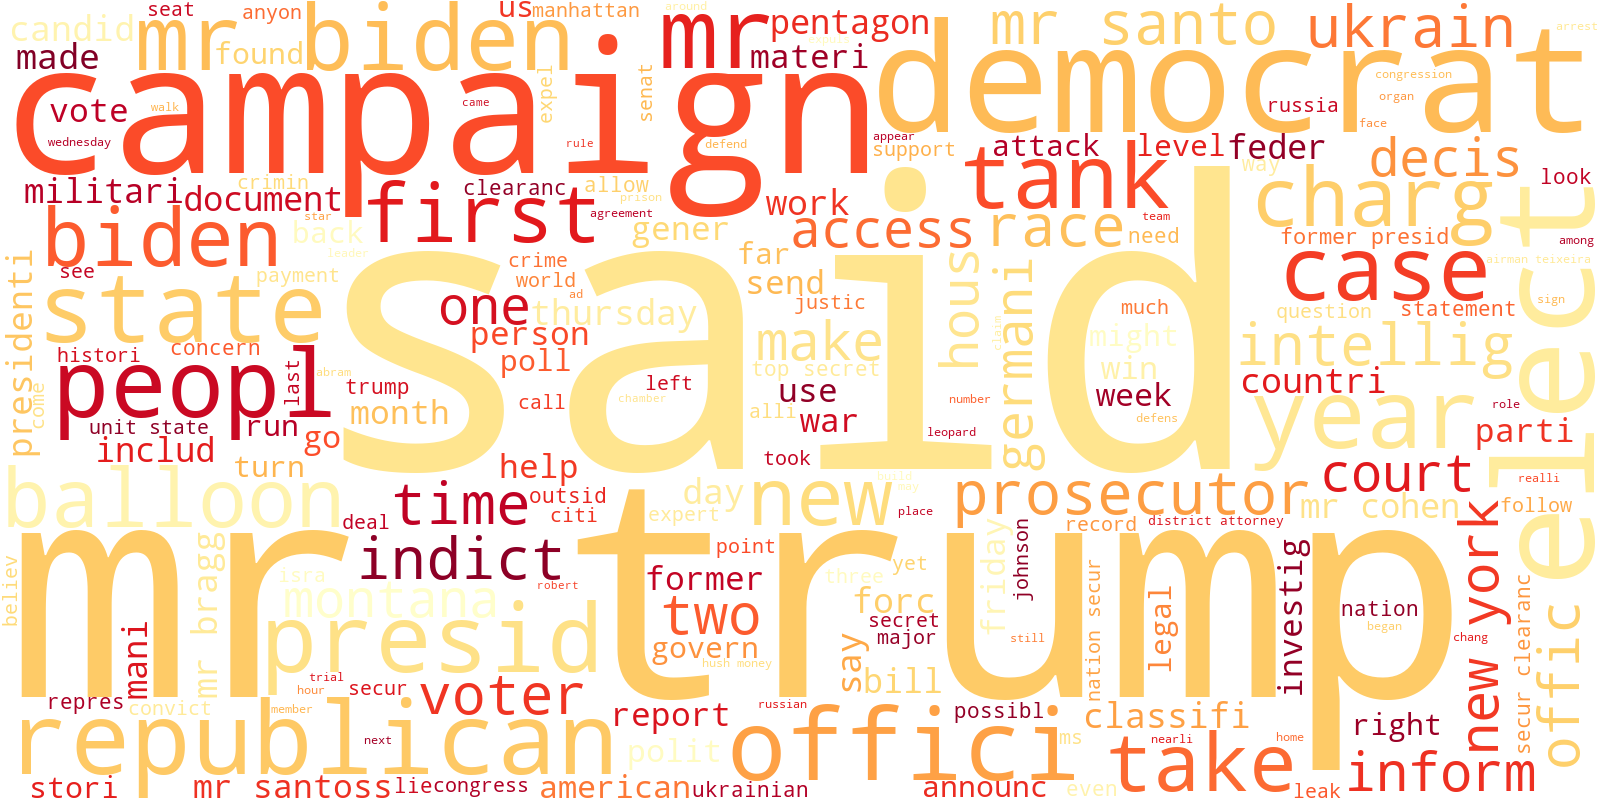 candid
seat
anyon
mr
found
biden
us
manhattan
around
mr
pentagon
materi
mr santo
ukrain
arrest
made
campaign
democrat
vote
walk
wednesday
expel
senat
came
rule
defend
appear
support
congression
organ
russia
face
attack
level
feder
decis
militari
document
crimin
first
clearanc
allow
prison
agreement
work
tank
way
charg
look
elect
star
back
leader
biden
gener
access
race
team
need
former presid
among
airman teixeira
see
payment
crime
world
ad
far
send
justic
hous
germani
case
much
question
statement
sign
presidenti
state
one
thursday
person
poll
said
make
top secret
claim
might
win
intellig
histori
concern
last
abram
trump
month
call
left
chamber
use
alli
war
number
week
defens
countri
year
role
come
peopl
unit state
run
includ
go
leopard
parti
turn
help
took
court
realli
balloon
time
outsid
citi
deal
expert
day
build
may
new
place
prosecutor
mr cohen
follow
record
district attorney
believ
mr bragg
isra
montana
indict
robert
point
former
three
yet
friday
johnson
nation secur
legal
investig
nation
began
chang
new york
secur clearanc
offic
mr trump
mani
presid
two
govern
hush money
forc
secret
major
say
still
bill
repres
convict
trial
hour
member
secur
voter
report
russian
possibl
ms
classifi
nearli
home
right
republican
next
offici
take
inform
stori
mr santoss
liecongress
american
ukrainian
announc
even
leak
polit